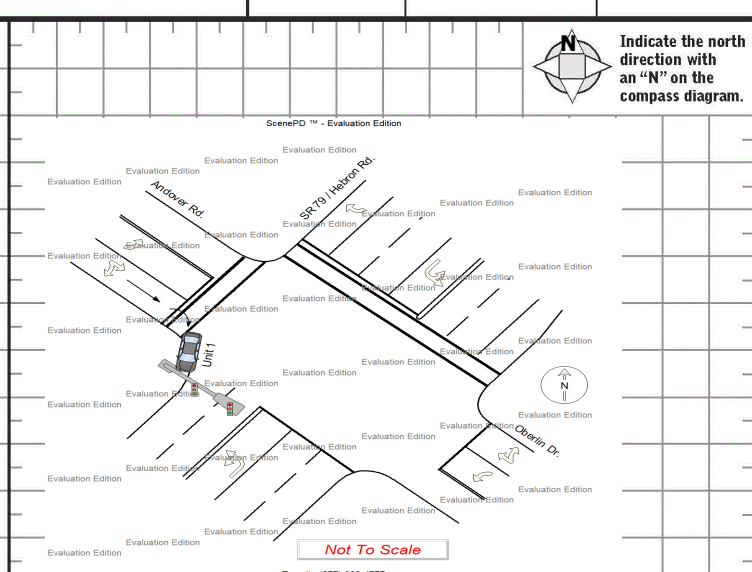 N
Indicate the north
direction with
an “N” on the
compass diagram.
ScenePD ™ - Evaluation Edition
Evaluation Edition
Evaluation Edition
Evaluation Edition
Evaluation Edition
Evaluation Edition
Andover Rd.
SR 79 / Hebron Rd.
Evaluation Edition
Evaluation Edition
Evaluation Edition
Evaluation Edition
Evaluation Edition
Evaluation Edition
Evaluation Edition
Evaluation Edition
Evaluation Edition
Evaluation Edition
Evaluation Edition
Unit 1
Evaluation Edition
Evaluation Edition
Evaluation Edition
N
Evaluation Edition
Evaluation Edition
Evaluation Edition
Evaluation Edition
Oberlin Dr.
Evaluation Edition
Evaluation Edition
Evaluation Edition
Evaluation Edition
Evaluation Edition
Evaluation Edition
Evaluation Edition
Evaluation Edition
Evaluation Edition
Evaluation Edition
Not To Scale